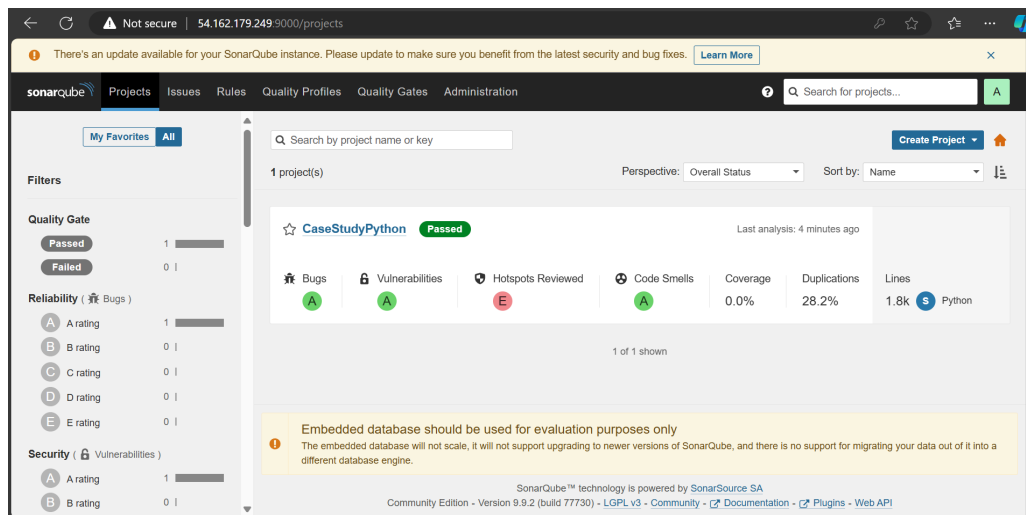 Not secure | 54.162.179.249:9000/projects
There's an update available for your SonarQube instance. Please update to make sure you benefit from the latest security and bug fixes. Learn More
sonarqube Projects Issues Rules Quality Profiles Quality Gates Administration Search for projects... A
My Favorites All
Search by project name or key
Create Project
1 project(s)
Perspective: Overall Status
Sort by: Name
Filters
Quality Gate
Passed 1
Failed 0
Reliability ( Bugs )
A A rating 1
B B rating 0
C C rating 0
D D rating 0
E E rating 0
Security ( Vulnerabilities )
A A rating 1
B B rating 0
CaseStudyPython Passed
Last analysis: 4 minutes ago
Bugs Vulnerabilities Hotspots Reviewed Code Smells Coverage Duplications Lines
A A E A 0.0% 28.2% 1.8k S Python
1 of 1 shown
Embedded database should be used for evaluation purposes only
The embedded database will not scale, it will not support upgrading to newer versions of SonarQube, and there is no support for migrating your data out of it into a
different database engine.
SonarQube™ technology is powered by SonarSource SA
Community Edition - Version 9.9.2 (build 77730) - LGPL v3 - Community - Documentation - Plugins - Web API